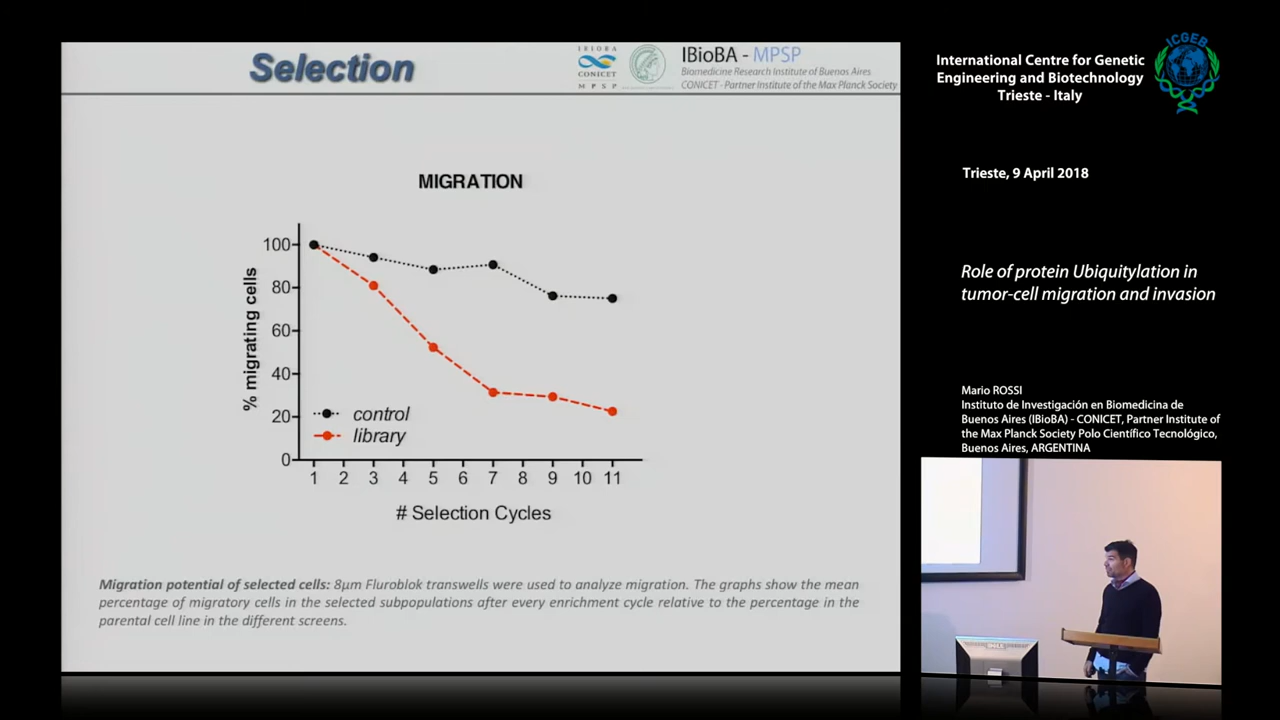 Selection
IBIOBA
CONICET
MPSP
IBioBA - MPSP
Biomedicine Research Institute of Buenos Aires
CONICET - Partner Institute of the Max Planck Society
MIGRATION
% migrating cells
100
80
60
40
20
0
control
library
1 2 3 4 5 6 7 8 9 10 11
# Selection Cycles
Migration potential of selected cells: 8µm Fluroblok transwells were used to analyze migration. The graphs show the mean
percentage of migratory cells in the selected subpopulations after every enrichment cycle relative to the percentage in the
parental cell line in the different screens.
International Centre for Genetic
Engineering and Biotechnology
Trieste - Italy
ICGEB
Trieste, 9 April 2018
Role of protein Ubiquitylation in
tumor-cell migration and invasion
Mario ROSSI
Instituto de Investigación en Biomedicina de
Buenos Aires (IBioBA) - CONICET, Partner Institute of
the Max Planck Society Polo Científico Tecnológico,
Buenos Aires, ARGENTINA